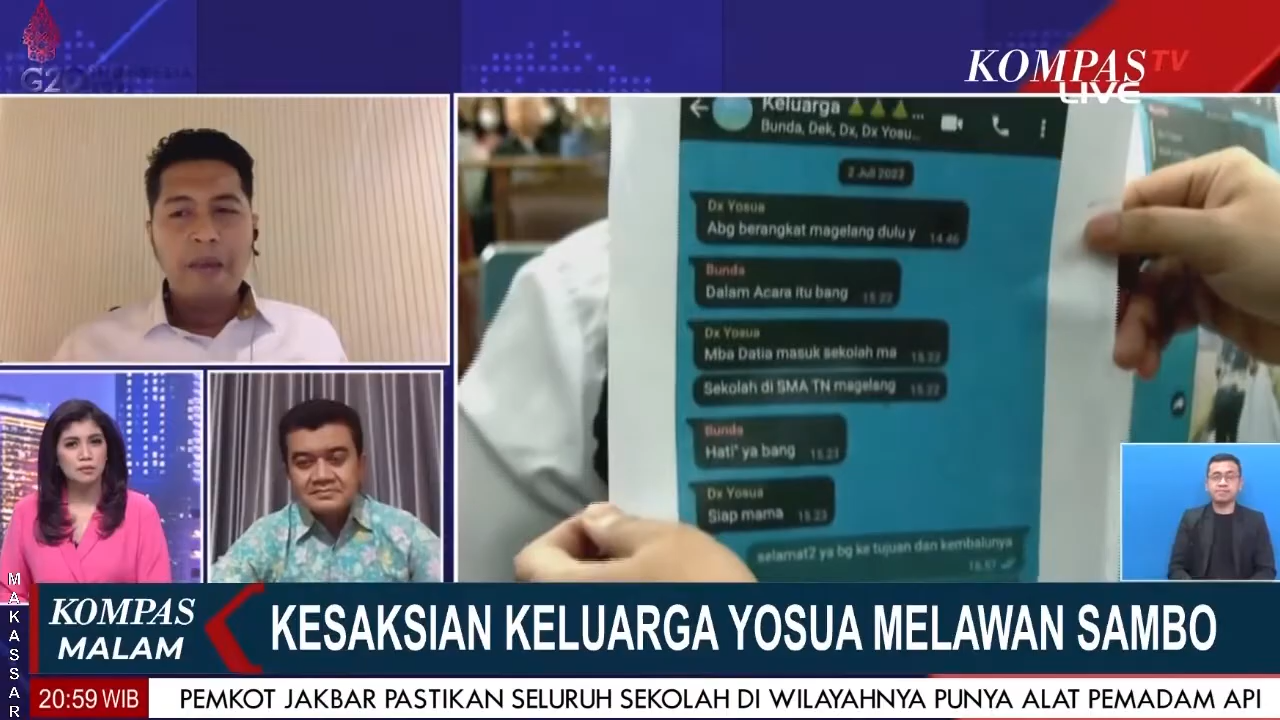 G20
KOMPAS TV
LIVE
Keluarga
Bunda, Dek, Dx, Dx Yosu...
2 Juli 2022
Dx Yosua
Abg berangkat magelang dulu y 14.46
Bunda
Dalam Acara itu bang 15.22
Dx Yosua
Mba Datia masuk sekolah ma 15.22
Sekolah di SMA TN magelang 15.22
Bunda
Hati" ya bang 15.23
Dx Yosua
Siap mama 15.23
selamat2 ya bg ke tujuan dan kembalunya
KOMPAS
MALAM
KESAKSIAN KELUARGA YOSUA MELAWAN SAMBO
MAKASSAR
20:59 WIB
PEMKOT JAKBAR PASTIKAN SELURUH SEKOLAH DI WILAYAHNYA PUNYA ALAT PEMADAM API